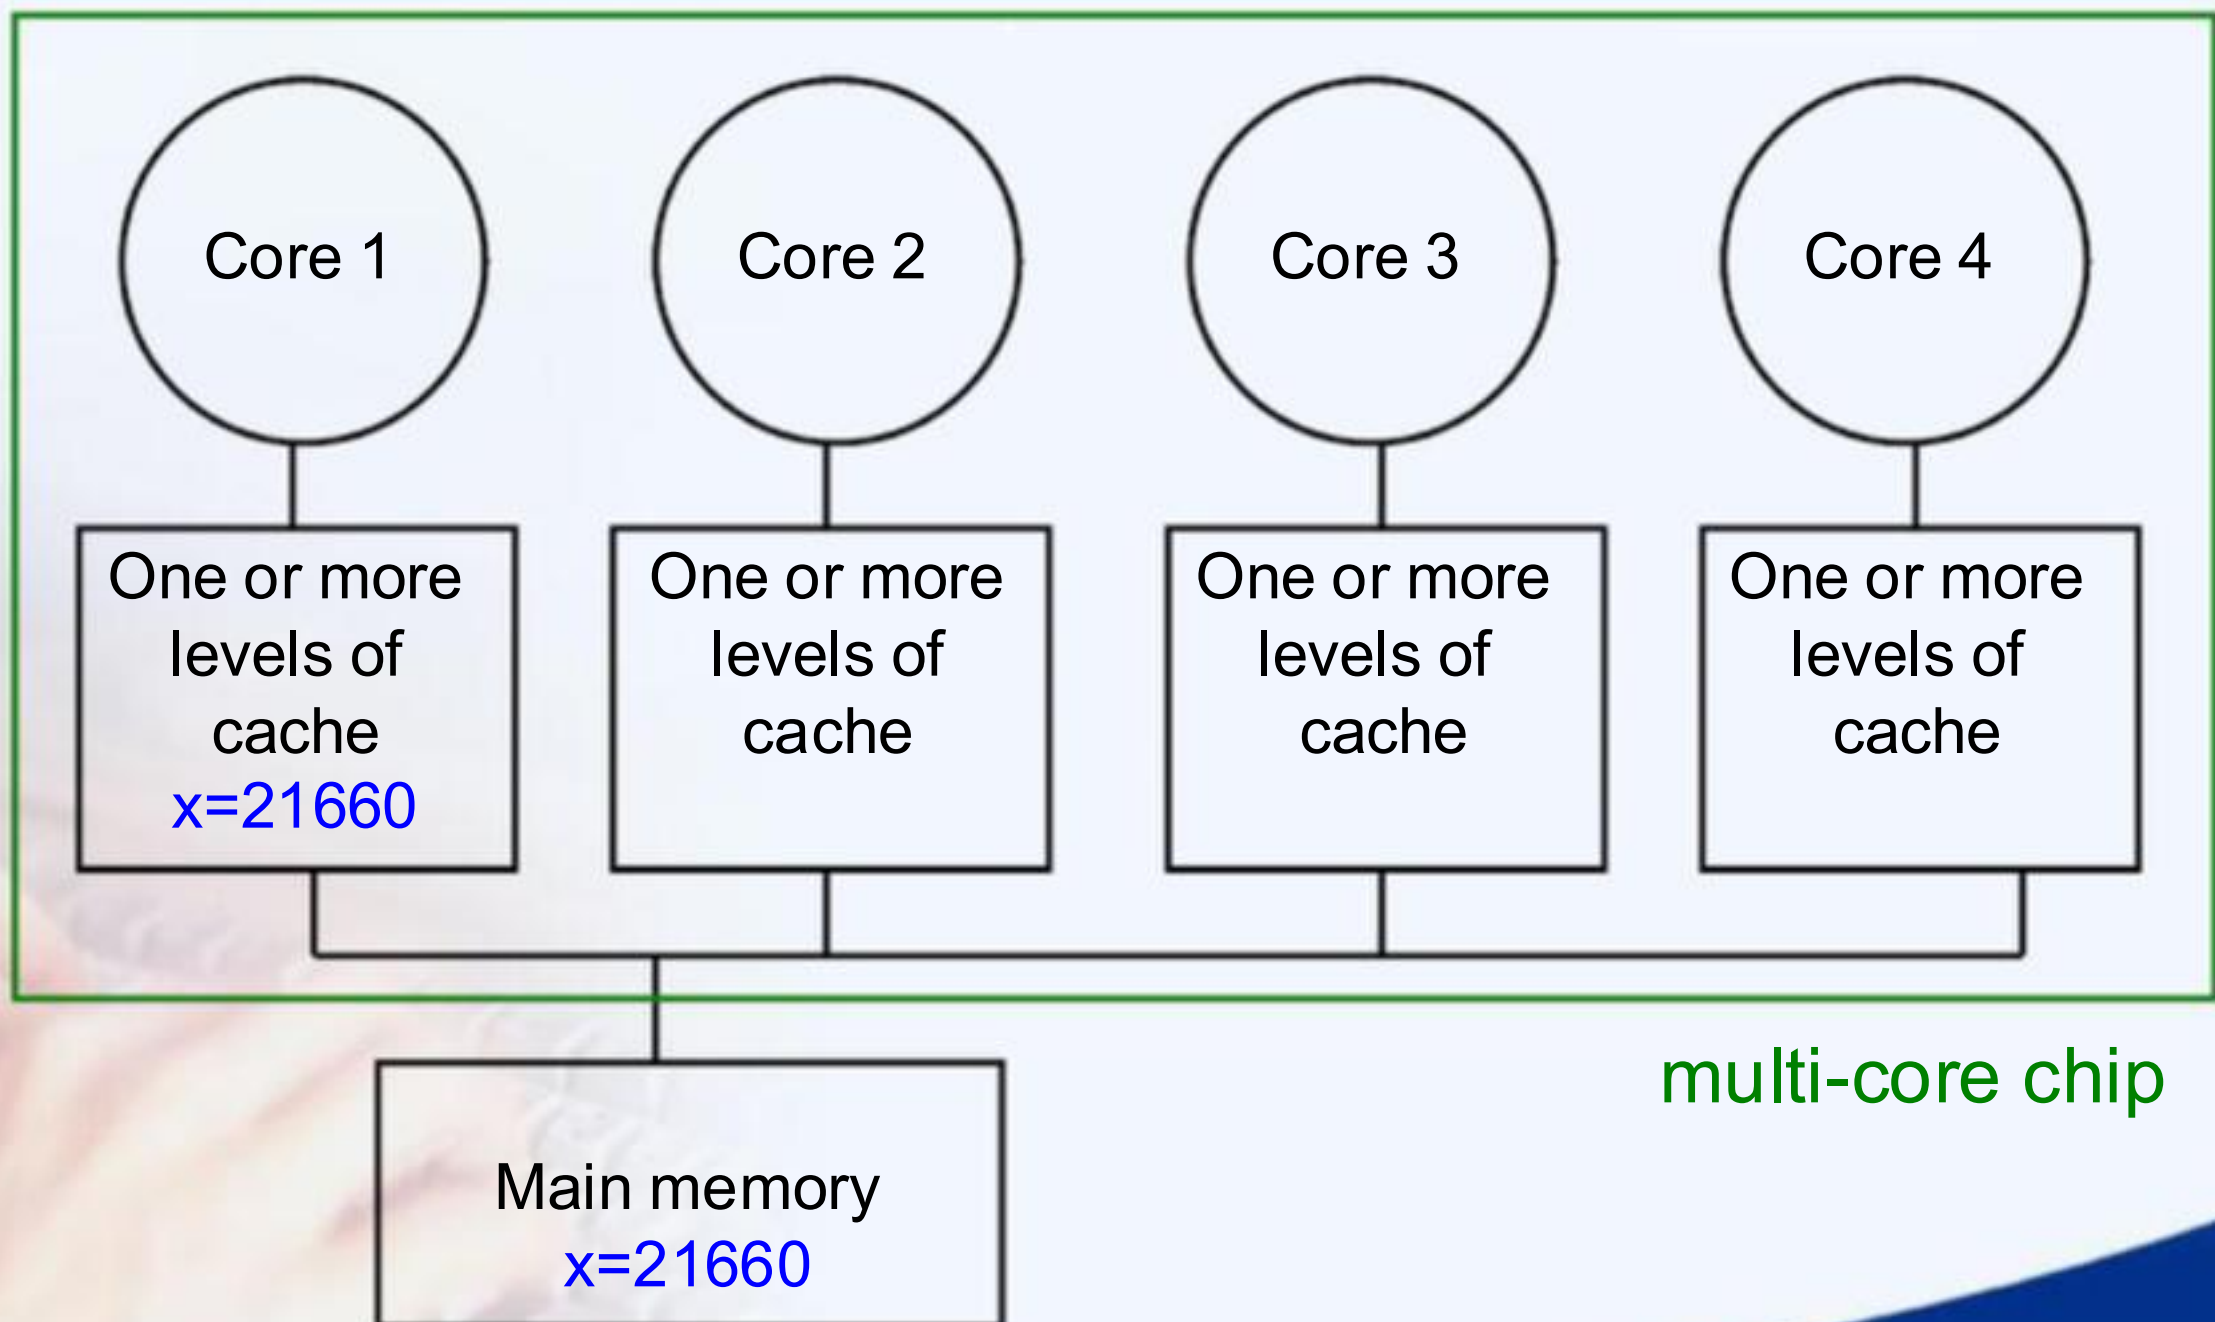 Core 1
Core 2
Core 3
Core 4
One or more
levels of
cache
x=21660
One or more
levels of
cache
One or more
levels of
cache
One or more
levels of
cache
multi-core chip
Main memory
x=21660